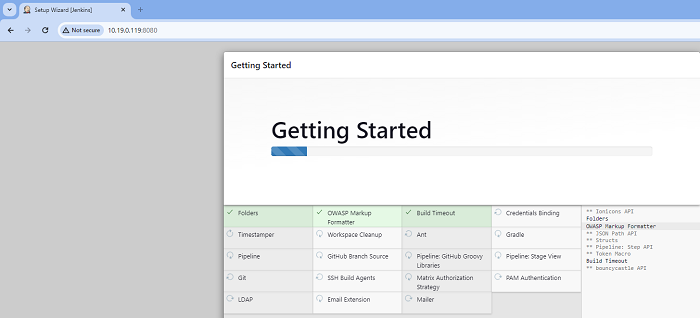 Setup Wizard [Jenkins]
Not secure
10.19.0.119:8080
Getting Started
Getting Started
Folders
OWASP Markup Formatter
Build Timeout
Credentials Binding
Timestamper
Workspace Cleanup
Ant
Gradle
Pipeline
GitHub Branch Source
Pipeline: GitHub Groovy Libraries
Pipeline: Stage View
Git
SSH Build Agents
Matrix Authorization Strategy
PAM Authentication
LDAP
Email Extension
Mailer
** Ionicons API
Folders
OWASP Markup Formatter
** JSON Path API
** Structs
** Pipeline: Step API
** Token Macro
Build Timeout
** bouncycastle API